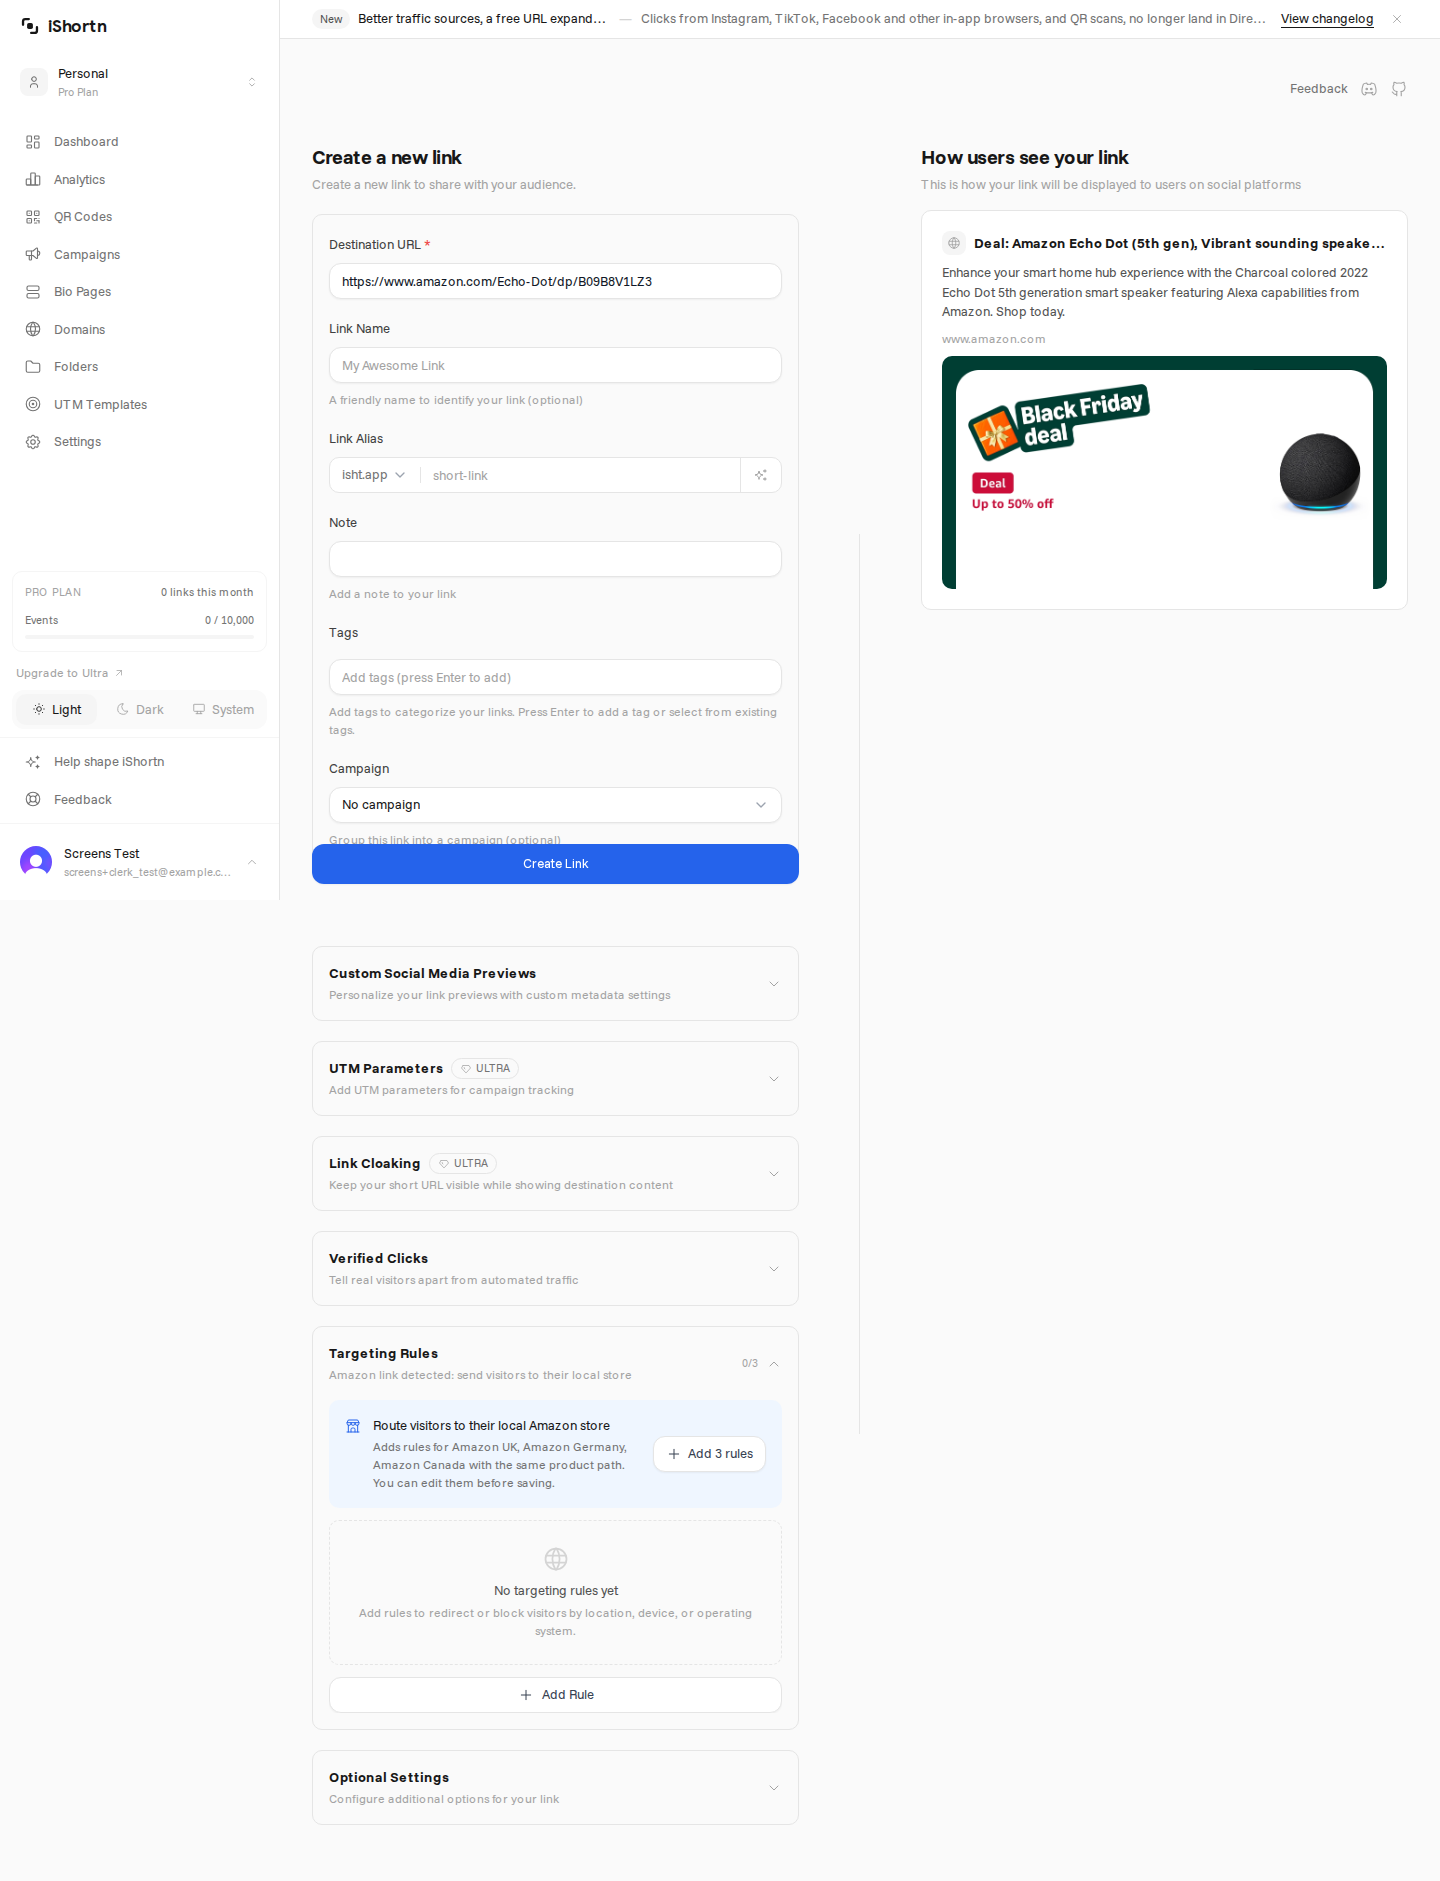 iShortn
Personal
Pro Plan
Dashboard
Analytics
QR Codes
Campaigns
Bio Pages
Domains
Folders
UTM Templates
Settings
PRO PLAN 0 links this month
Events 0 / 10,000
Upgrade to Ultra
Light Dark System
Help shape iShortn
Feedback
Screens Test
screens+clerk_test@example.c...
New Better traffic sources, a free URL expand... — Clicks from Instagram, TikTok, Facebook and other in-app browsers, and QR scans, no longer land in Dire... View changelog
Feedback
Create a new link
Create a new link to share with your audience.
Destination URL *
https://www.amazon.com/Echo-Dot/dp/B09B8V1LZ3
Link Name
My Awesome Link
A friendly name to identify your link (optional)
Link Alias
isht.app short-link
Note
Add a note to your link
Tags
Add tags (press Enter to add)
Add tags to categorize your links. Press Enter to add a tag or select from existing
tags.
Campaign
No campaign
Group this link into a campaign (optional)
Create Link
Custom Social Media Previews
Personalize your link previews with custom metadata settings
UTM Parameters ULTRA
Add UTM parameters for campaign tracking
Link Cloaking ULTRA
Keep your short URL visible while showing destination content
Verified Clicks
Tell real visitors apart from automated traffic
Targeting Rules
Amazon link detected: send visitors to their local store
0/3
Route visitors to their local Amazon store
Adds rules for Amazon UK, Amazon Germany,
Amazon Canada with the same product path.
You can edit them before saving.
Add 3 rules
No targeting rules yet
Add rules to redirect or block visitors by location, device, or operating
system.
Add Rule
Optional Settings
Configure additional options for your link
How users see your link
This is how your link will be displayed to users on social platforms
Deal: Amazon Echo Dot (5th gen), Vibrant sounding speake...
Enhance your smart home hub experience with the Charcoal colored 2022
Echo Dot 5th generation smart speaker featuring Alexa capabilities from
Amazon. Shop today.
www.amazon.com
Black Friday
deal
Deal
Up to 50% off